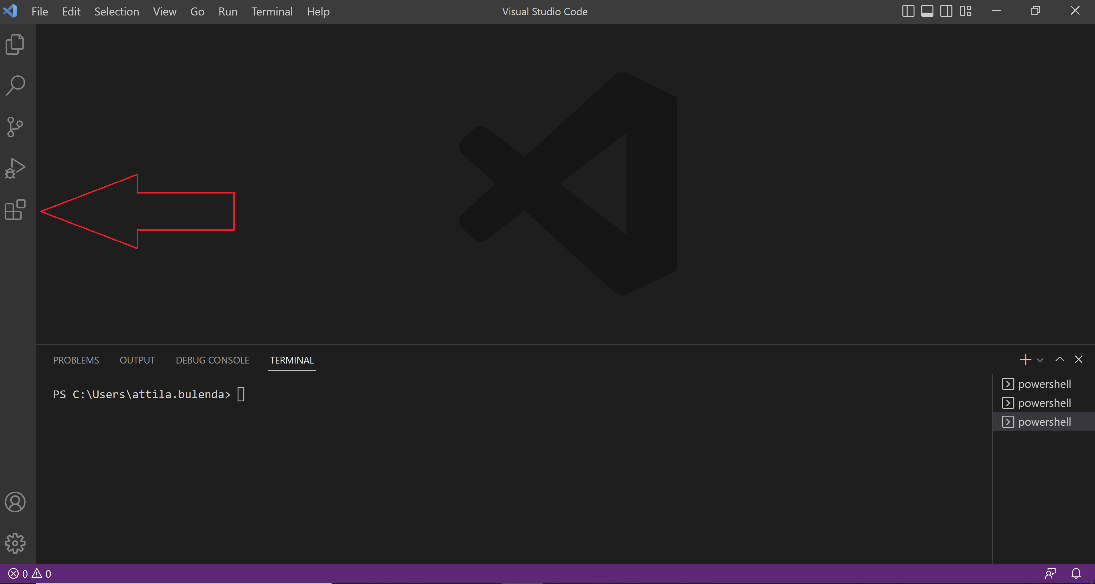 File Edit Selection View Go Run Terminal Help Visual Studio Code
PROBLEMS OUTPUT DEBUG CONSOLE TERMINAL
PS C:\Users\attila.bulenda>
powershell
powershell
powershell
0 0